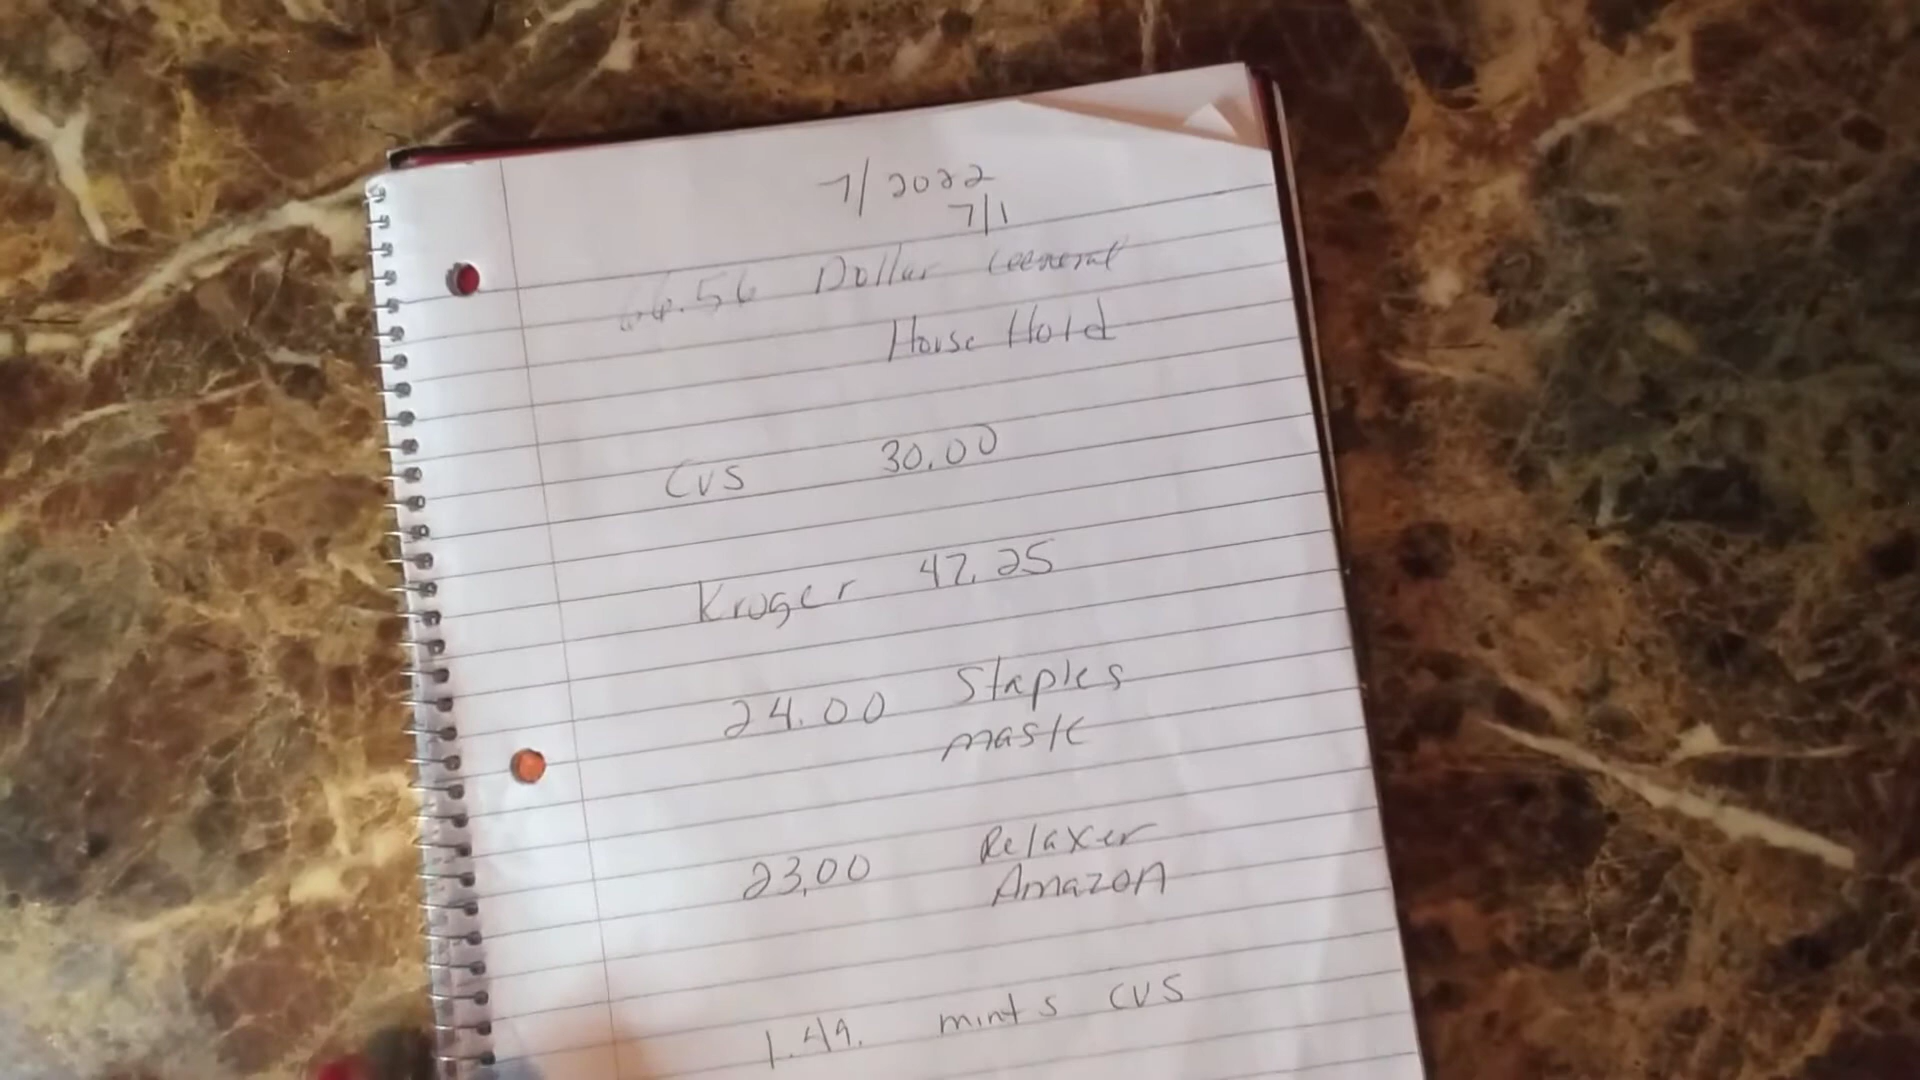 7/2022
7/1
Dollar General
House Hold
CVS 30.00
Kroger 47.25
24.00 Staples
mask
23.00 Relaxer
Amazon
1.49. mints CVS